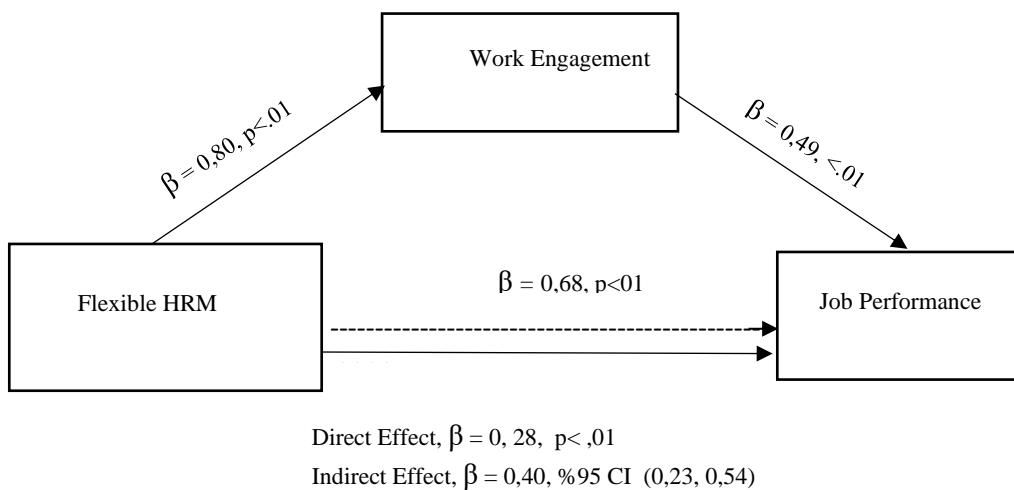 Work Engagement
β = 0,80, p<.01
β = 0,49, <.01
Flexible HRM
β = 0,68, p<01
Job Performance
Direct Effect, β = 0, 28, p< ,01
Indirect Effect, β = 0,40, %95 CI (0,23, 0,54)